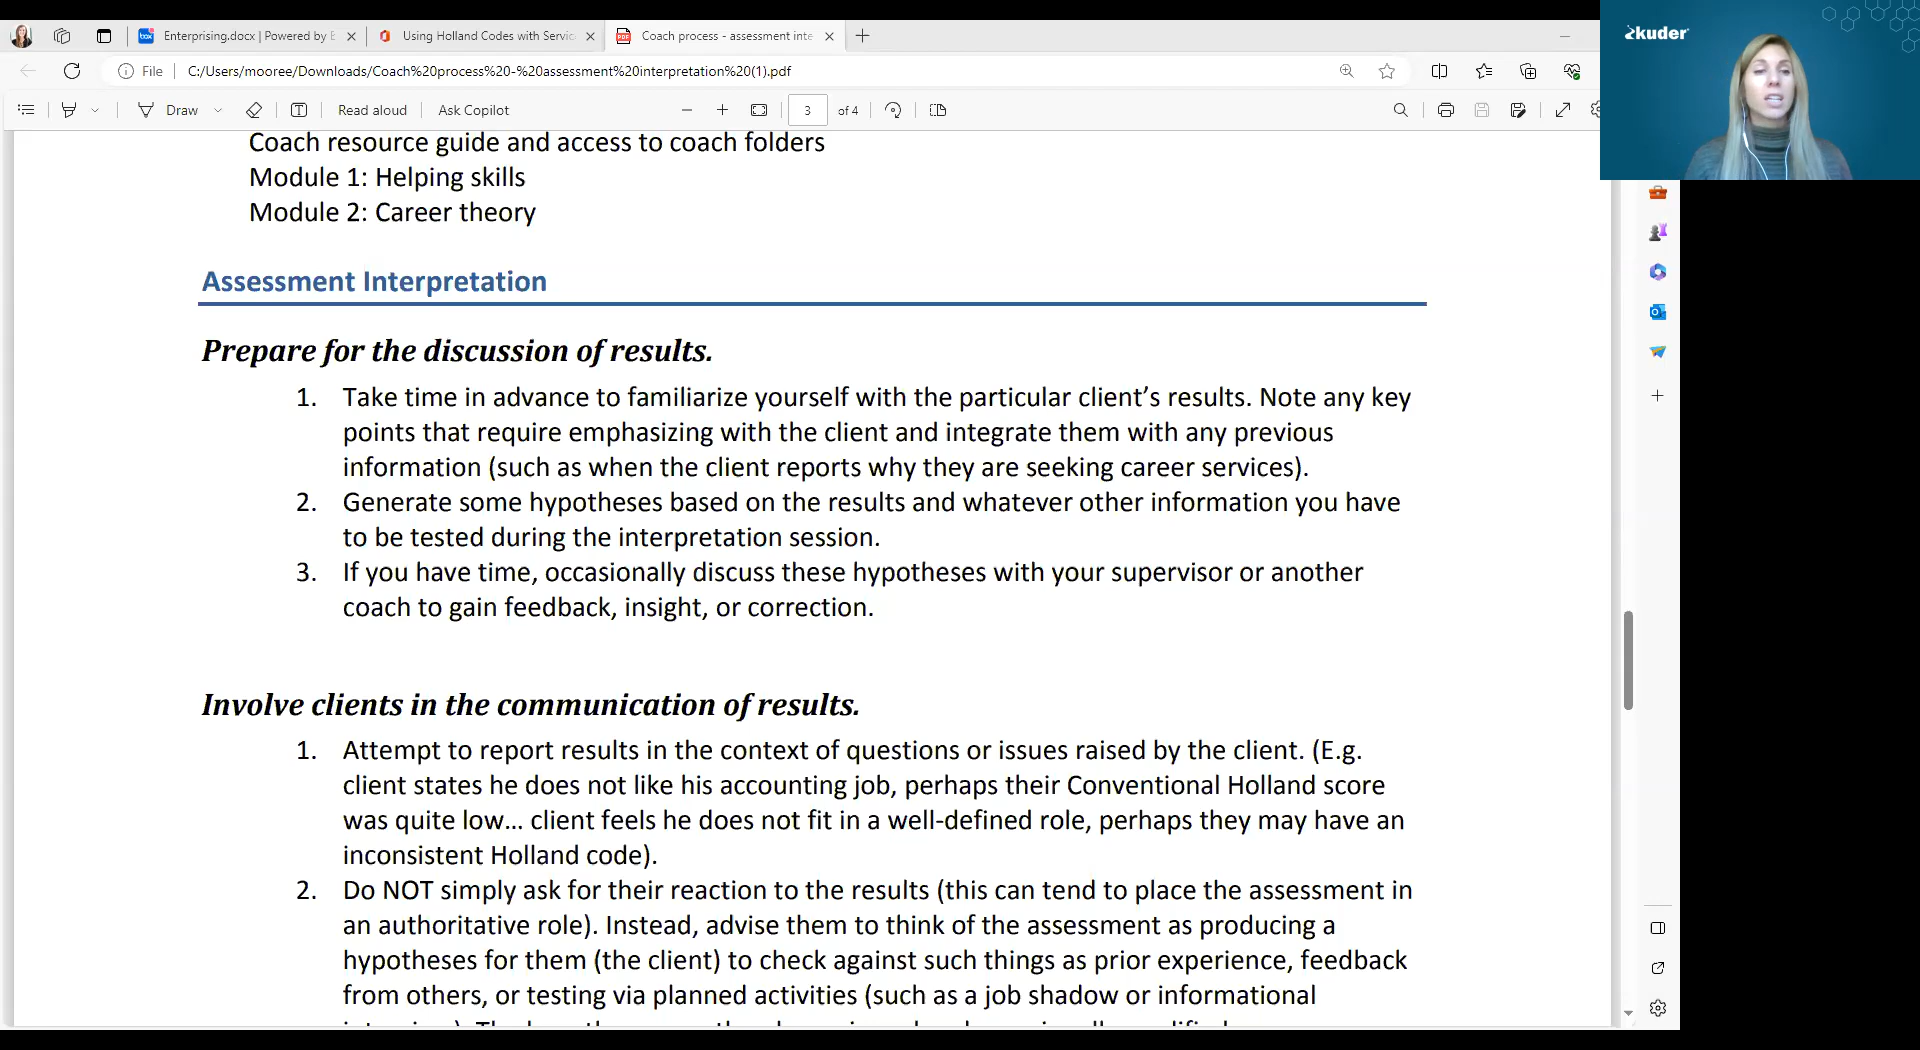 Enterprising.docx | Powered by
Using Holland Codes with Servic
Coach process - assessment inte
kuder
File
C:/Users/mooree/Downloads/Coach%20process%20-%20assessment%20interpretation%20(1).pdf
Draw
Read aloud
Ask Copilot
3
of 4
Coach resource guide and access to coach folders
Module 1: Helping skills
Module 2: Career theory
Assessment Interpretation
Prepare for the discussion of results.
1. Take time in advance to familiarize yourself with the particular client’s results. Note any key
points that require emphasizing with the client and integrate them with any previous
information (such as when the client reports why they are seeking career services).
2. Generate some hypotheses based on the results and whatever other information you have
to be tested during the interpretation session.
3. If you have time, occasionally discuss these hypotheses with your supervisor or another
coach to gain feedback, insight, or correction.
Involve clients in the communication of results.
1. Attempt to report results in the context of questions or issues raised by the client. (E.g.
client states he does not like his accounting job, perhaps their Conventional Holland score
was quite low... client feels he does not fit in a well-defined role, perhaps they may have an
inconsistent Holland code).
2. Do NOT simply ask for their reaction to the results (this can tend to place the assessment in
an authoritative role). Instead, advise them to think of the assessment as producing a
hypotheses for them (the client) to check against such things as prior experience, feedback
from others, or testing via planned activities (such as a job shadow or informational